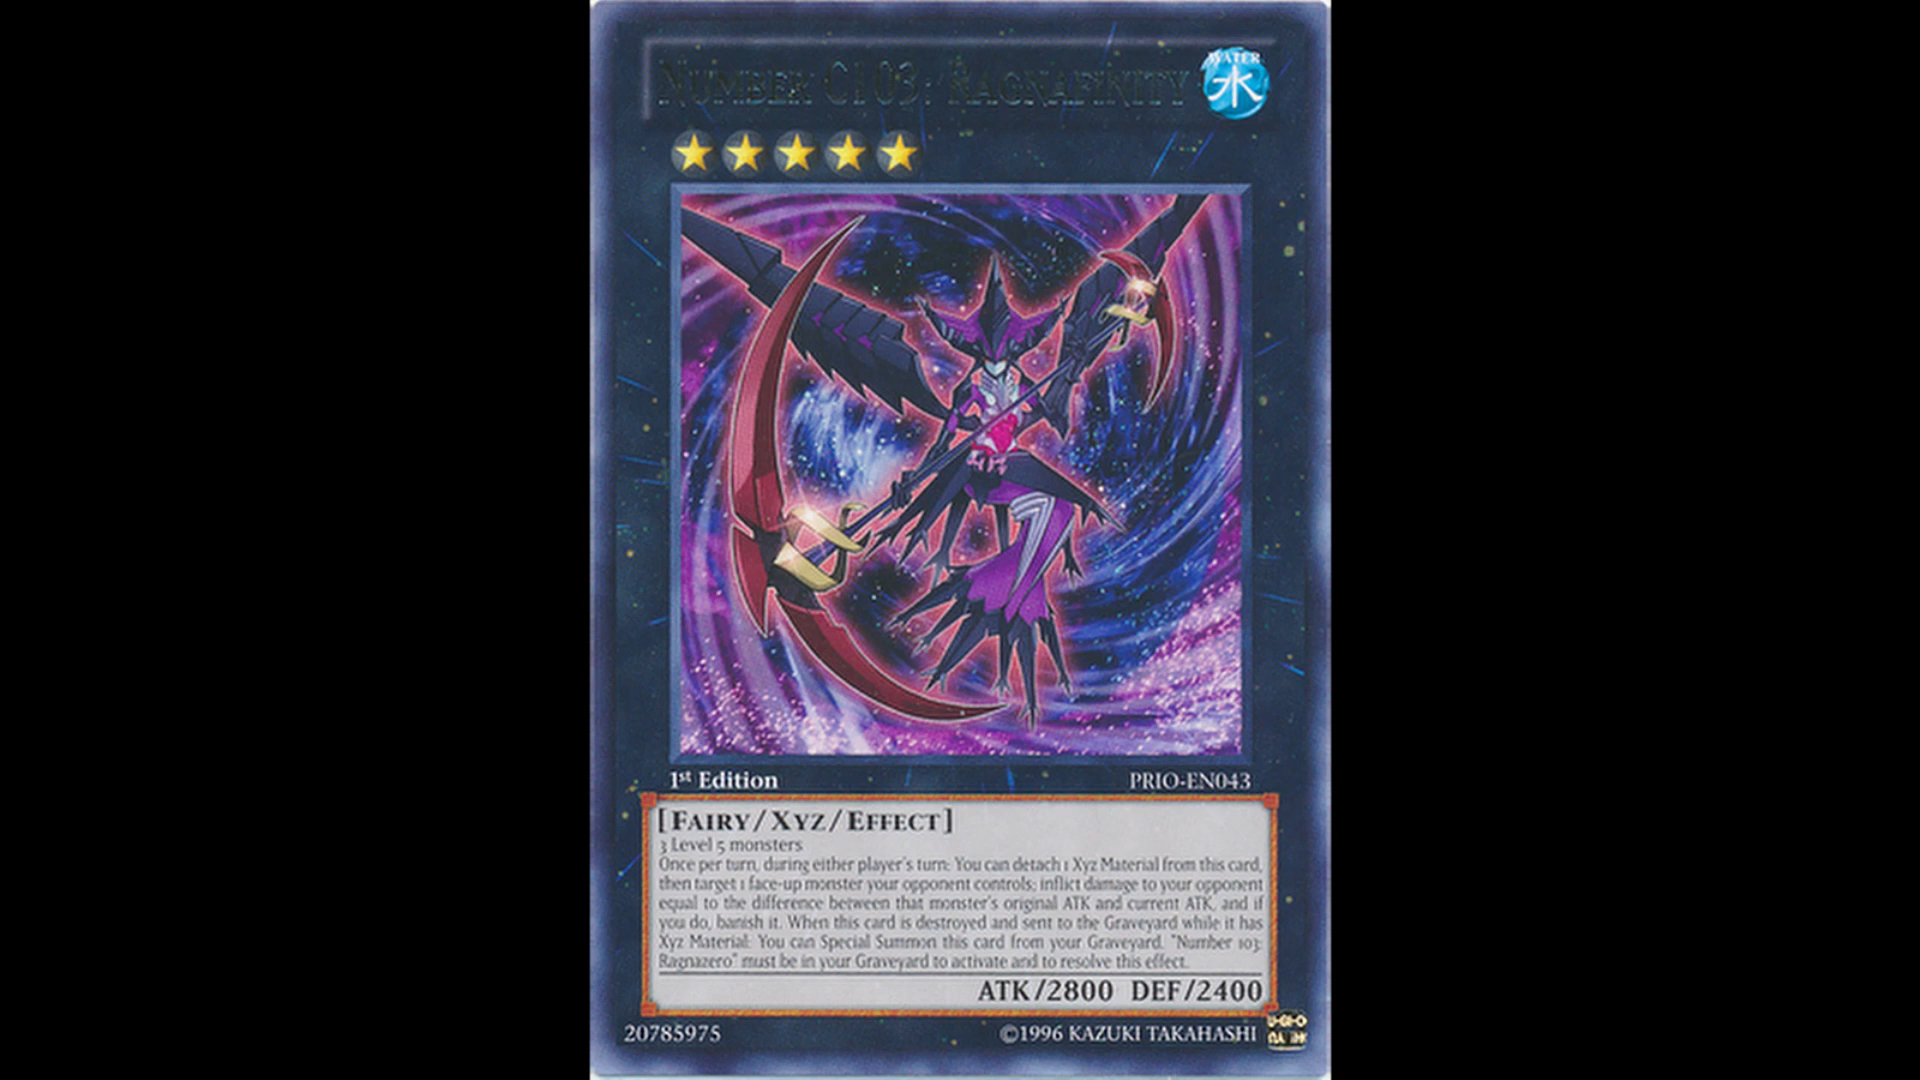 NUMBER C103: RAGNAFINITY
WATER
水
1st Edition
PRIO-EN043
[FAIRY/XYZ/EFFECT]
3 Level 5 monsters
Once per turn, during either player's turn: You can detach 1 Xyz Material from this card,
then target 1 face-up monster your opponent controls; inflict damage to your opponent
equal to the difference between that monster's original ATK and current ATK, and if
you do, banish it. When this card is destroyed and sent to the Graveyard while it has
Xyz Material: You can Special Summon this card from your Graveyard. "Number 103:
Ragnazero" must be in your Graveyard to activate and to resolve this effect.
ATK/2800 DEF/2400
20785975
©1996 KAZUKI TAKAHASHI